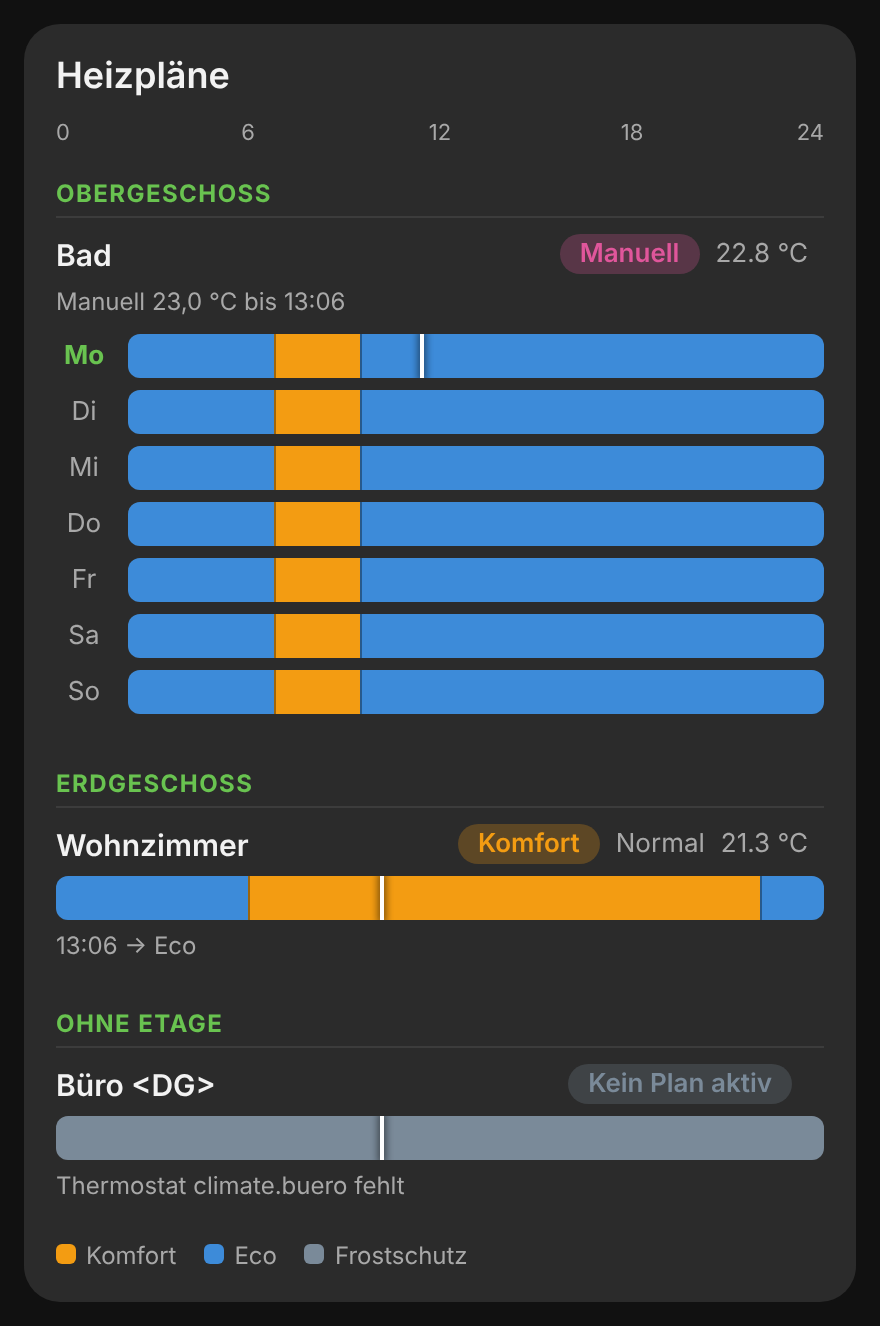 Heizpläne
0 6 12 18 24
OBERGESCHOSS
Bad Manuell 22.8 °C
Manuell 23,0 °C bis 13:06
Mo
Di
Mi
Do
Fr
Sa
So
ERDGESCHOSS
Wohnzimmer Komfort Normal 21.3 °C
13:06 → Eco
OHNE ETAGE
Büro <DG> Kein Plan aktiv
Thermostat climate.buero fehlt
Komfort Eco Frostschutz